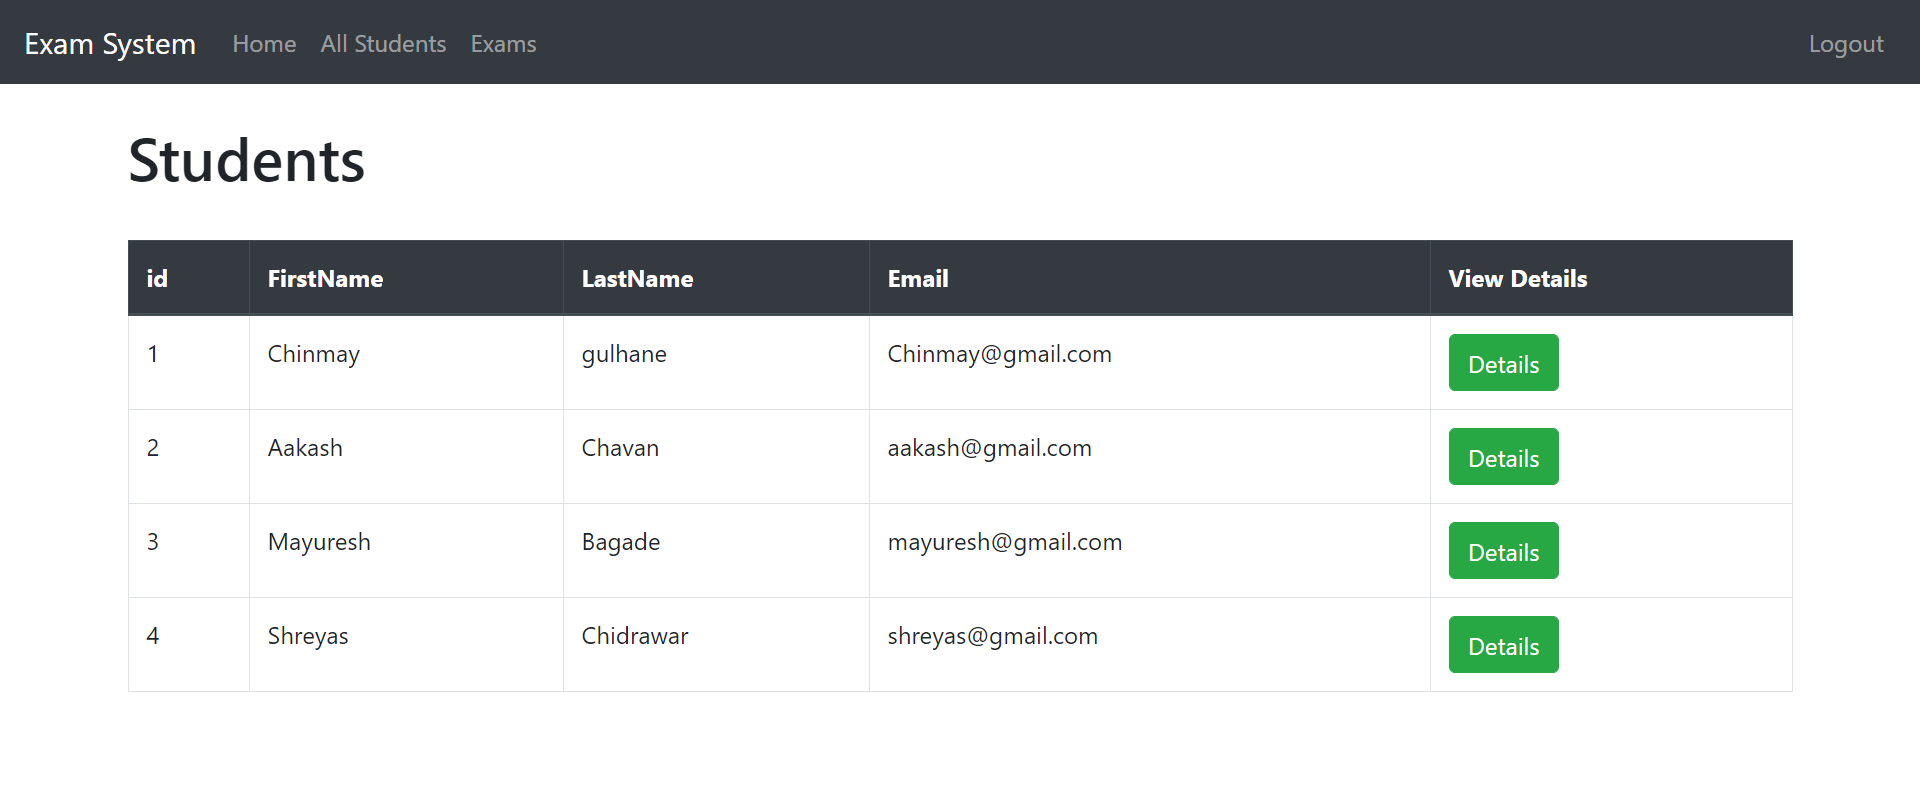 Exam System Home All Students Exams Logout
Students
id FirstName LastName Email View Details
1 Chinmay gulhane Chinmay@gmail.com Details
2 Aakash Chavan aakash@gmail.com Details
3 Mayuresh Bagade mayuresh@gmail.com Details
4 Shreyas Chidrawar shreyas@gmail.com Details